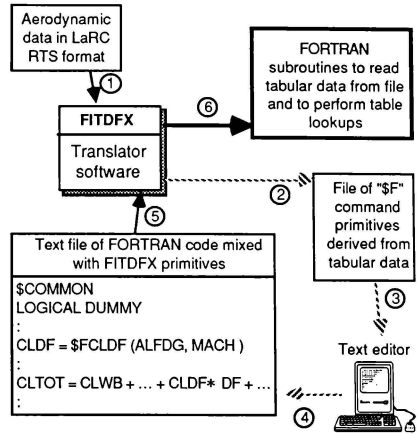 Aerodynamic
data in LaRC
RTS format
1
FITDFX
Translator
software
6
FORTRAN
subroutines to read
tabular data from file
and to perform table
lookups
2
File of "$F"
command
primitives
derived from
tabular data
3
Text editor
4
5
Text file of FORTRAN code mixed
with FITDFX primitives
$COMMON
LOGICAL DUMMY
:
CLDF = $FCLDF (ALFDG, MACH )
:
CLTOT = CLWB + ... + CLDF* DF + ...
: